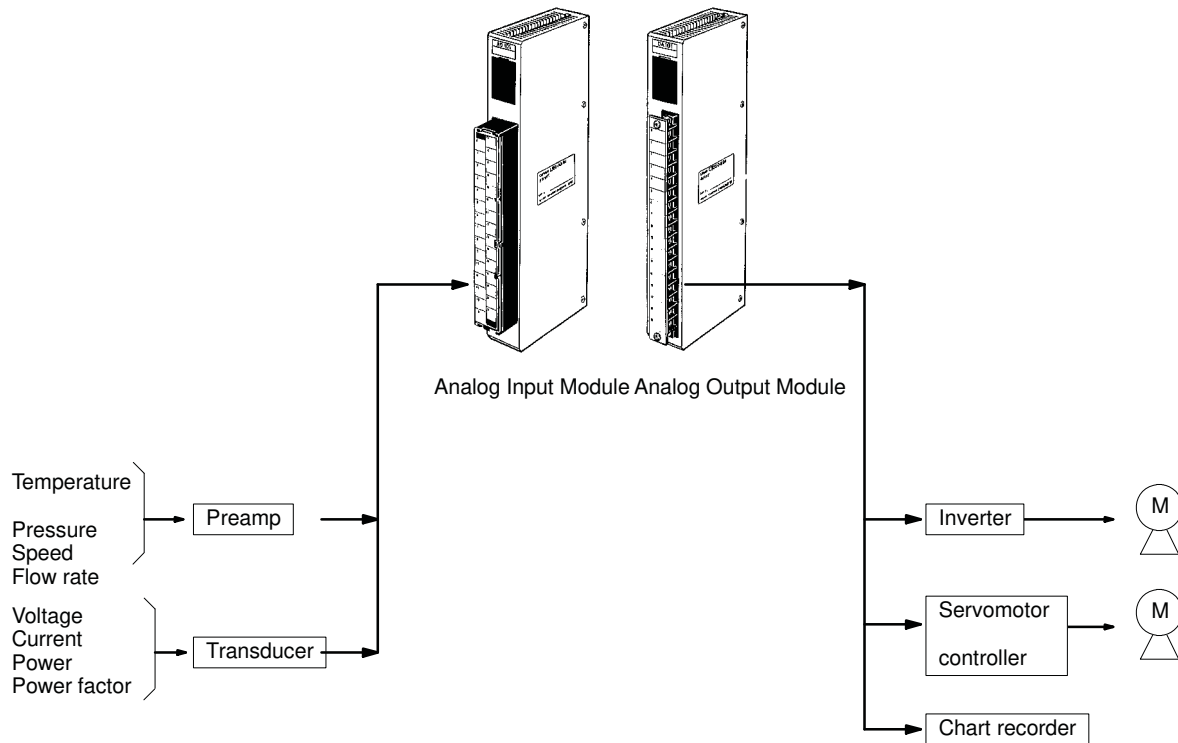 Analog Input Module Analog Output Module
Temperature
Pressure
Speed
Flow rate
Preamp
Voltage
Current
Power
Power factor
Transducer
Inverter
M
Servomotor
controller
M
Chart recorder